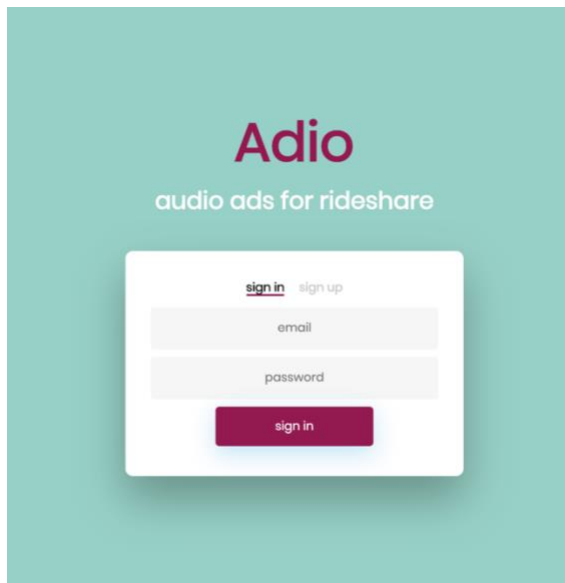 Adio
audio ads for rideshare
sign in sign up
email
password
sign in